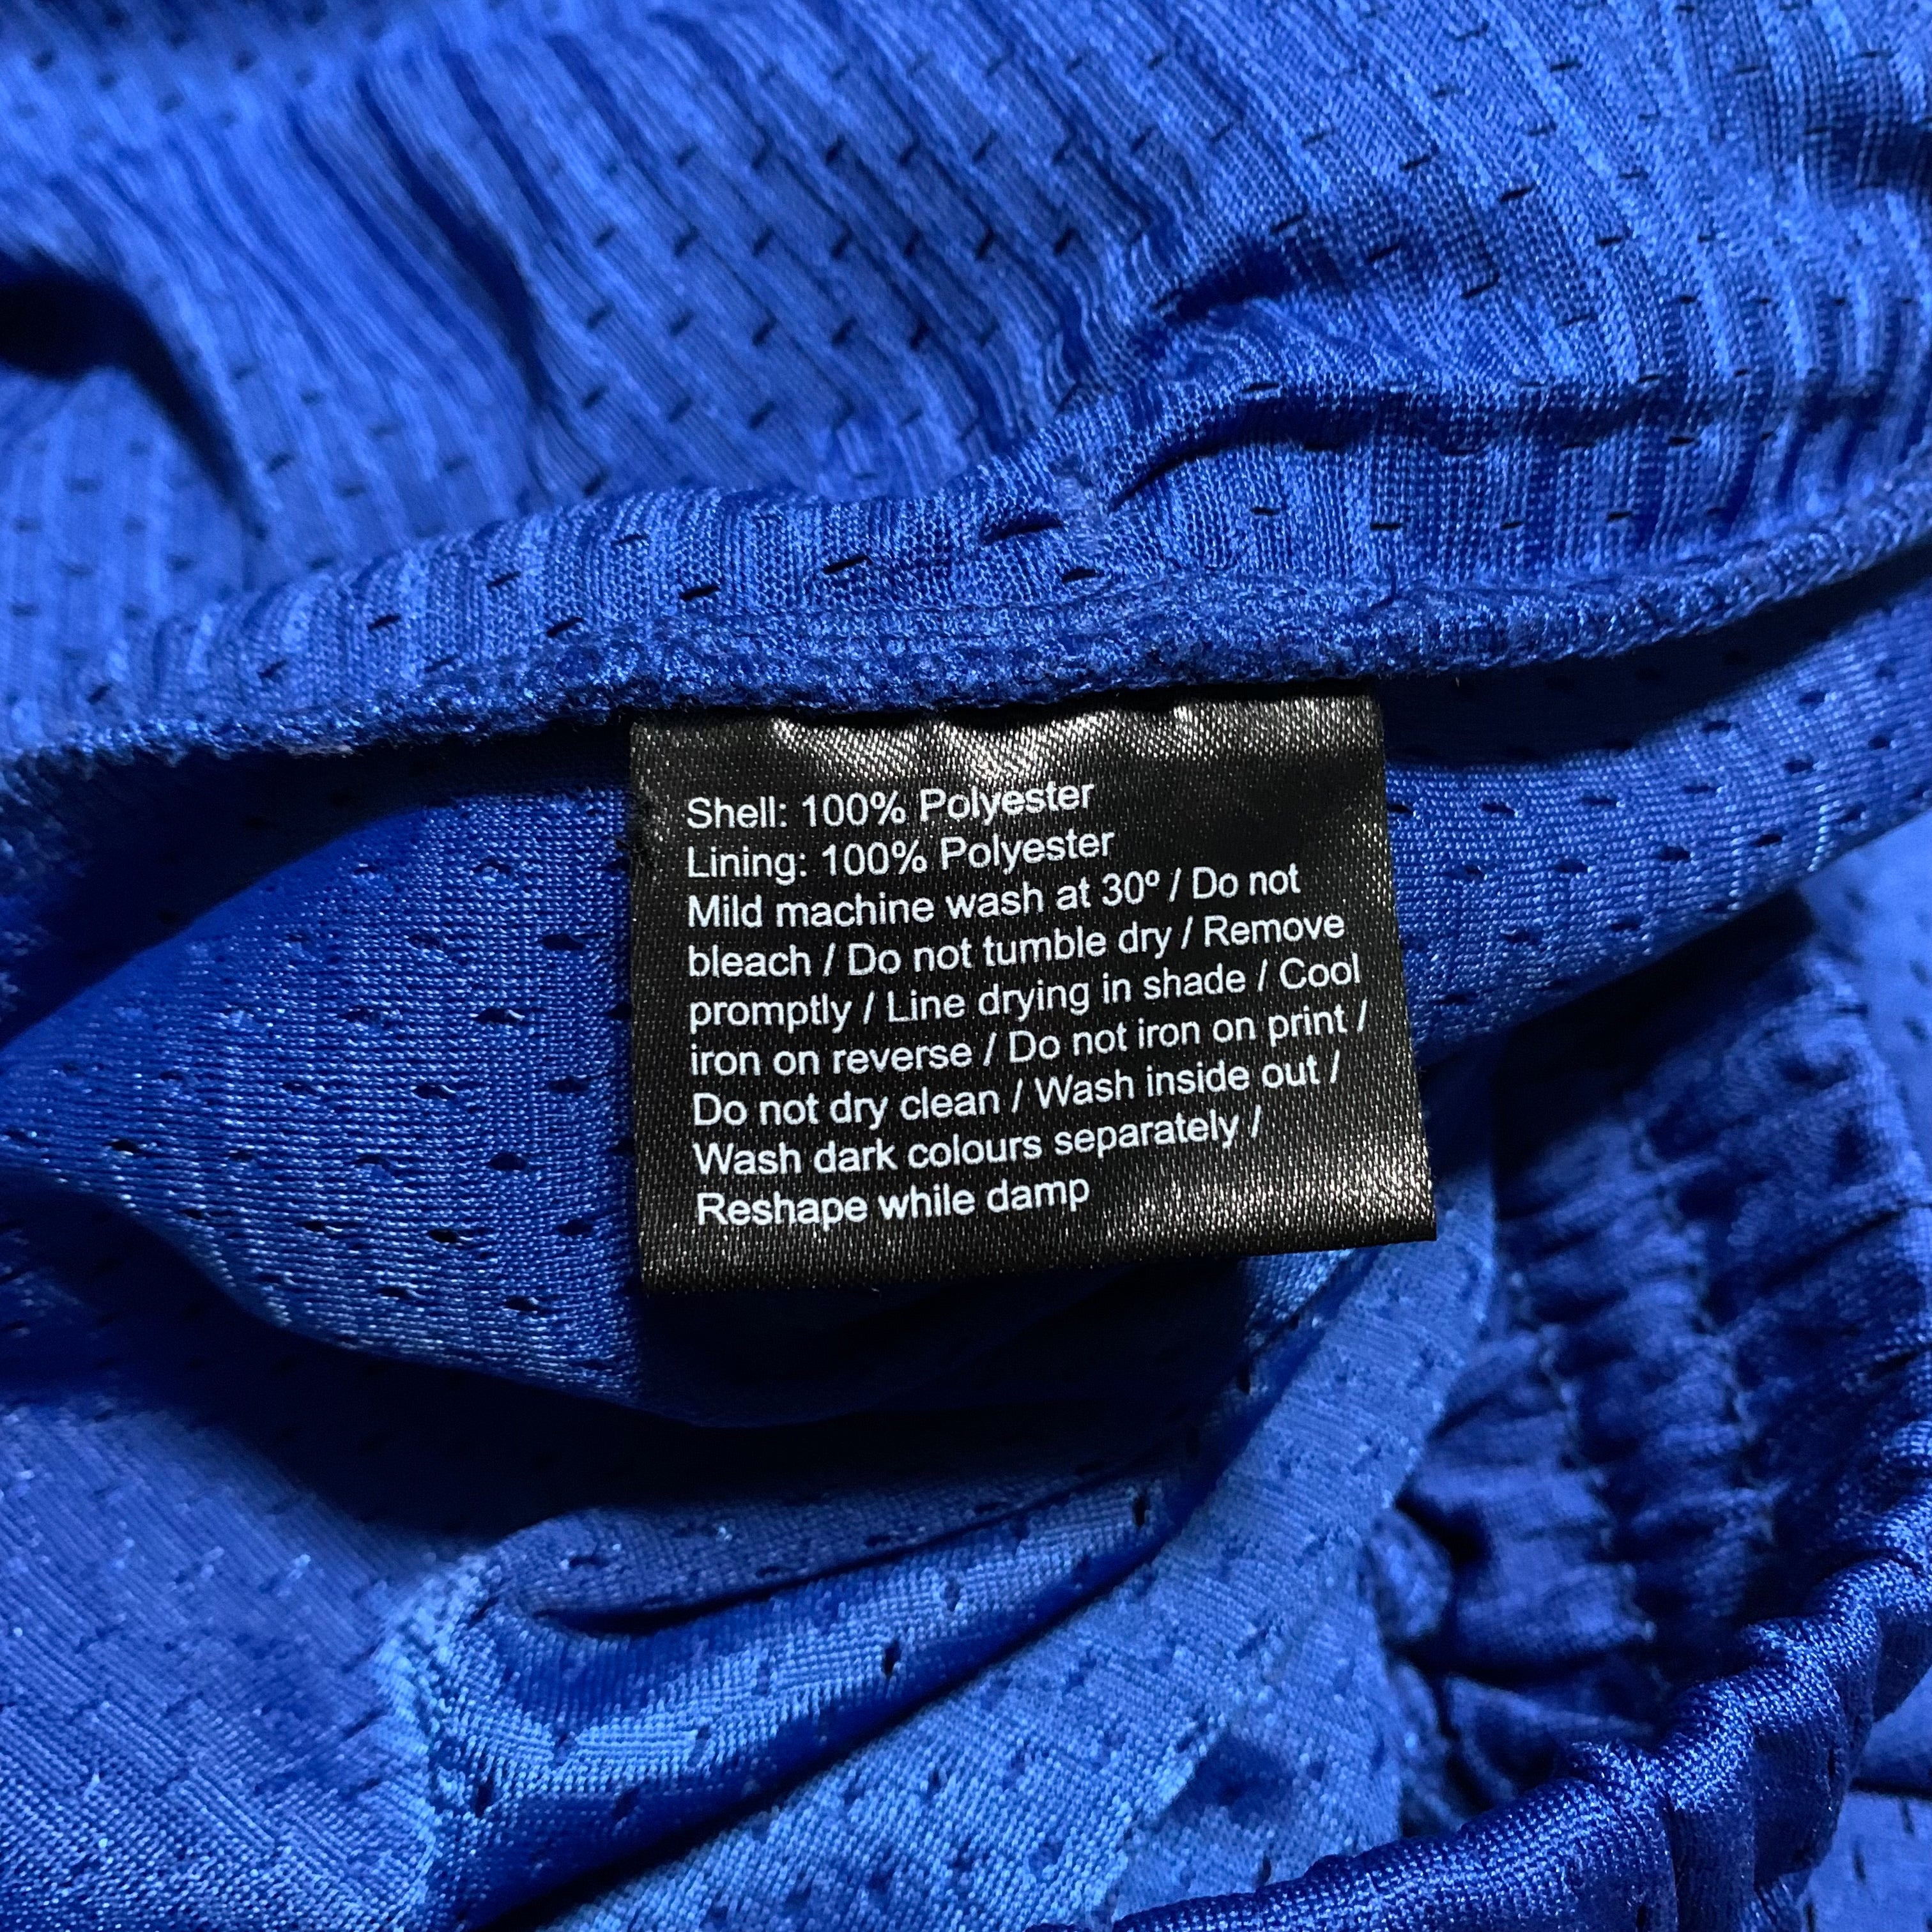 Shell: 100% Polyester
Lining: 100% Polyester
Mild machine wash at 30º / Do not
bleach / Do not tumble dry / Remove
promptly / Line drying in shade / Cool
iron on reverse / Do not iron on print /
Do not dry clean / Wash inside out /
Wash dark colours separately /
Reshape while damp